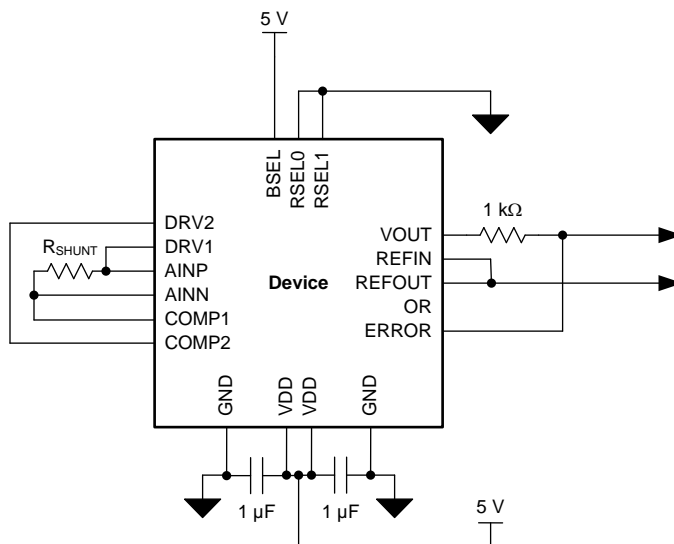 5 V
BSEL
RSEL0
RSEL1
DRV2
DRV1
AINP
AINN
COMP1
COMP2
RSHUNT
Device
VOUT
REFIN
REFOUT
OR
ERROR
1 kΩ
GND
VDD
VDD
GND
1 µF
1 µF
5 V